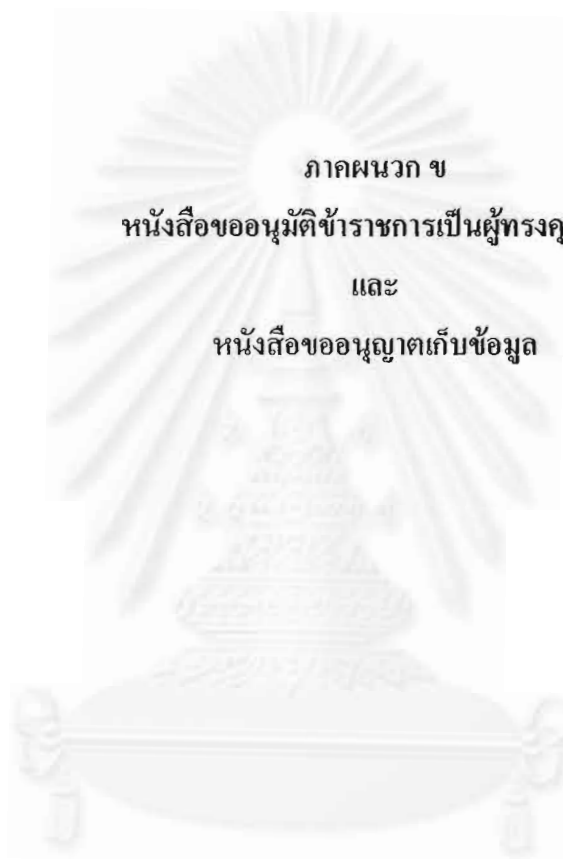 ภาคผนวก ข
หนังสือขออนุมัติข้าราชการเป็นผู้ทรงคุ
และ
หนังสือขออนุญาตเก็บข้อมูล